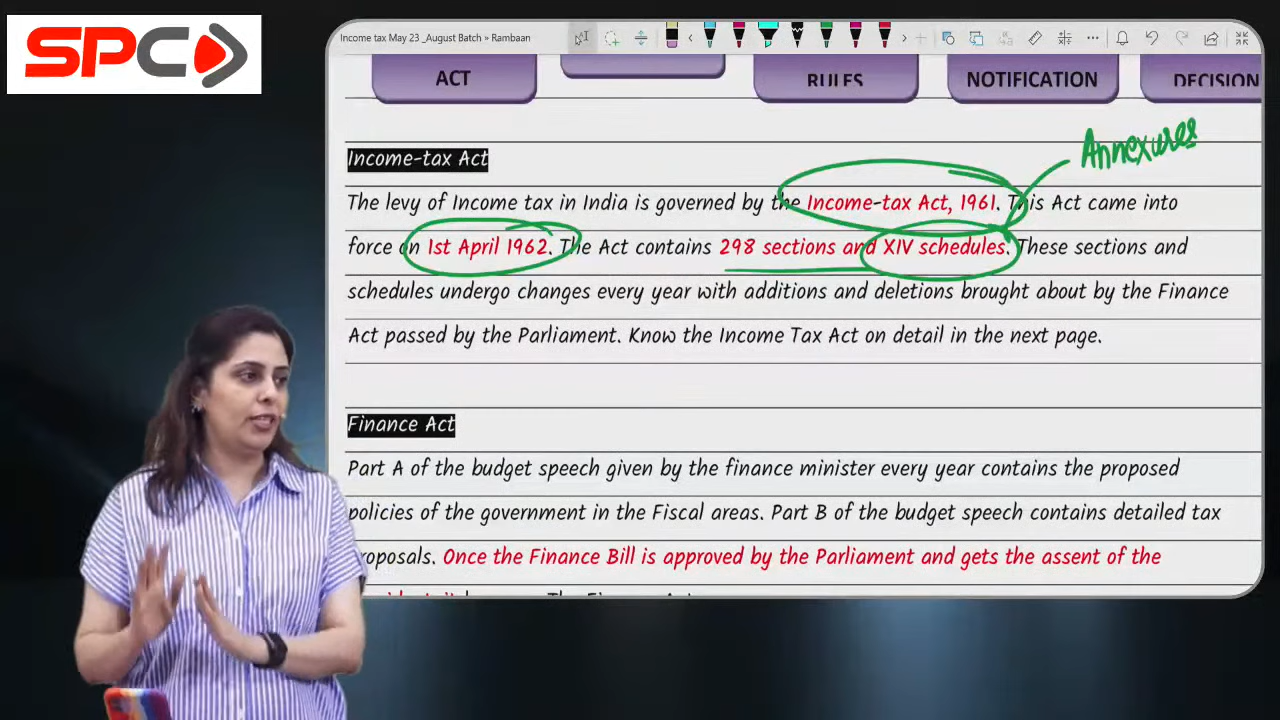 SPC
Income tax May 23 _August Batch » Rambaan
ACT
RULES
NOTIFICATION
DECISION
Annexures
Income-tax Act
The levy of Income tax in India is governed by the Income-tax Act, 1961. This Act came into
force on 1st April 1962. The Act contains 298 sections and XIV schedules. These sections and
schedules undergo changes every year with additions and deletions brought about by the Finance
Act passed by the Parliament. Know the Income Tax Act on detail in the next page.
Finance Act
Part A of the budget speech given by the finance minister every year contains the proposed
policies of the government in the Fiscal areas. Part B of the budget speech contains detailed tax
proposals. Once the Finance Bill is approved by the Parliament and gets the assent of the